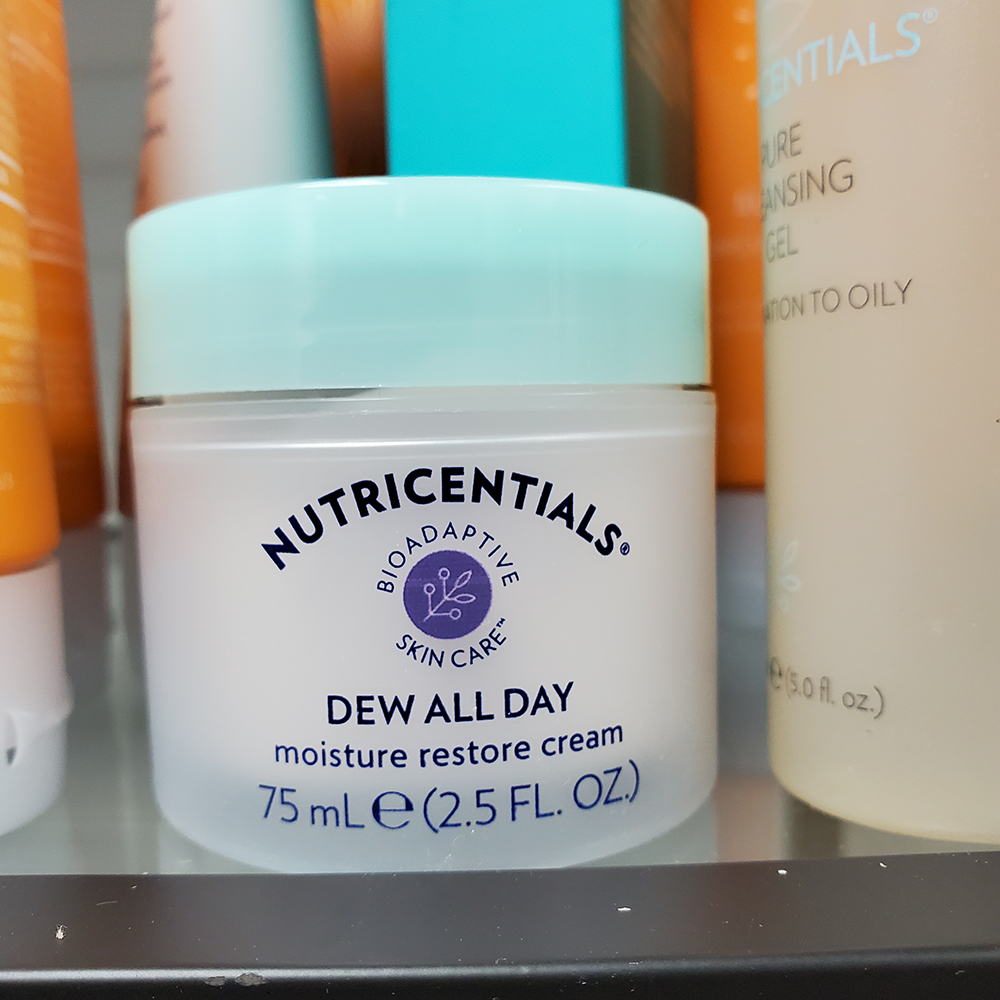 NUTRICENTIALS®
BIOADAPTIVE
SKIN CARE™
DEW ALL DAY
moisture restore cream
75 mL ℮ (2.5 FL. OZ.)
CENTIALS®
PURE
EANSING
GEL
ATION TO OILY
℮ (5.0 fl. oz.)